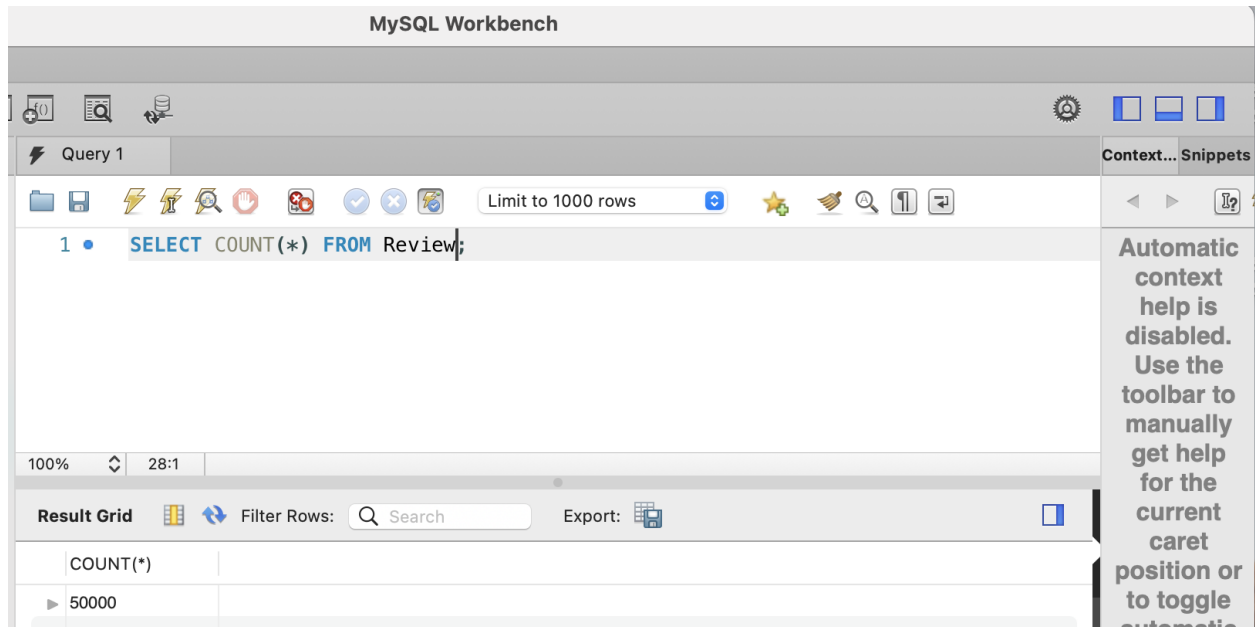 MySQL Workbench
Query 1
Context... Snippets
Limit to 1000 rows
1 SELECT COUNT(*) FROM Review;
Automatic
context
help is
disabled.
Use the
toolbar to
manually
get help
for the
current
caret
position or
to toggle
automatic
100% 28:1
Result Grid Filter Rows: Search Export:
COUNT(*)
50000